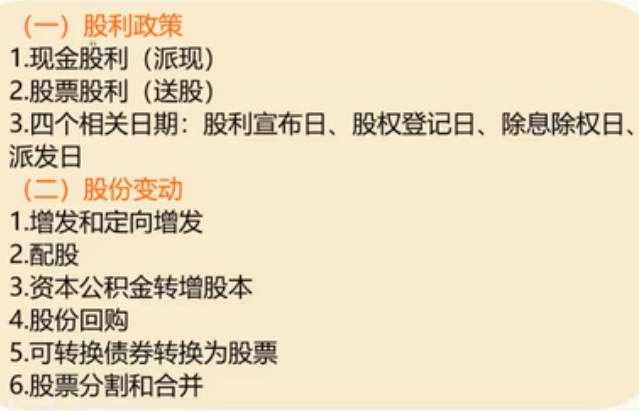 （一）股利政策
1.现金股利（派现）
2.股票股利（送股）
3.四个相关日期：股利宣布日、股权登记日、除息除权日、
派发日
（二）股份变动
1.增发和定向增发
2.配股
3.资本公积金转增股本
4.股份回购
5.可转换债券转换为股票
6.股票分割和合并